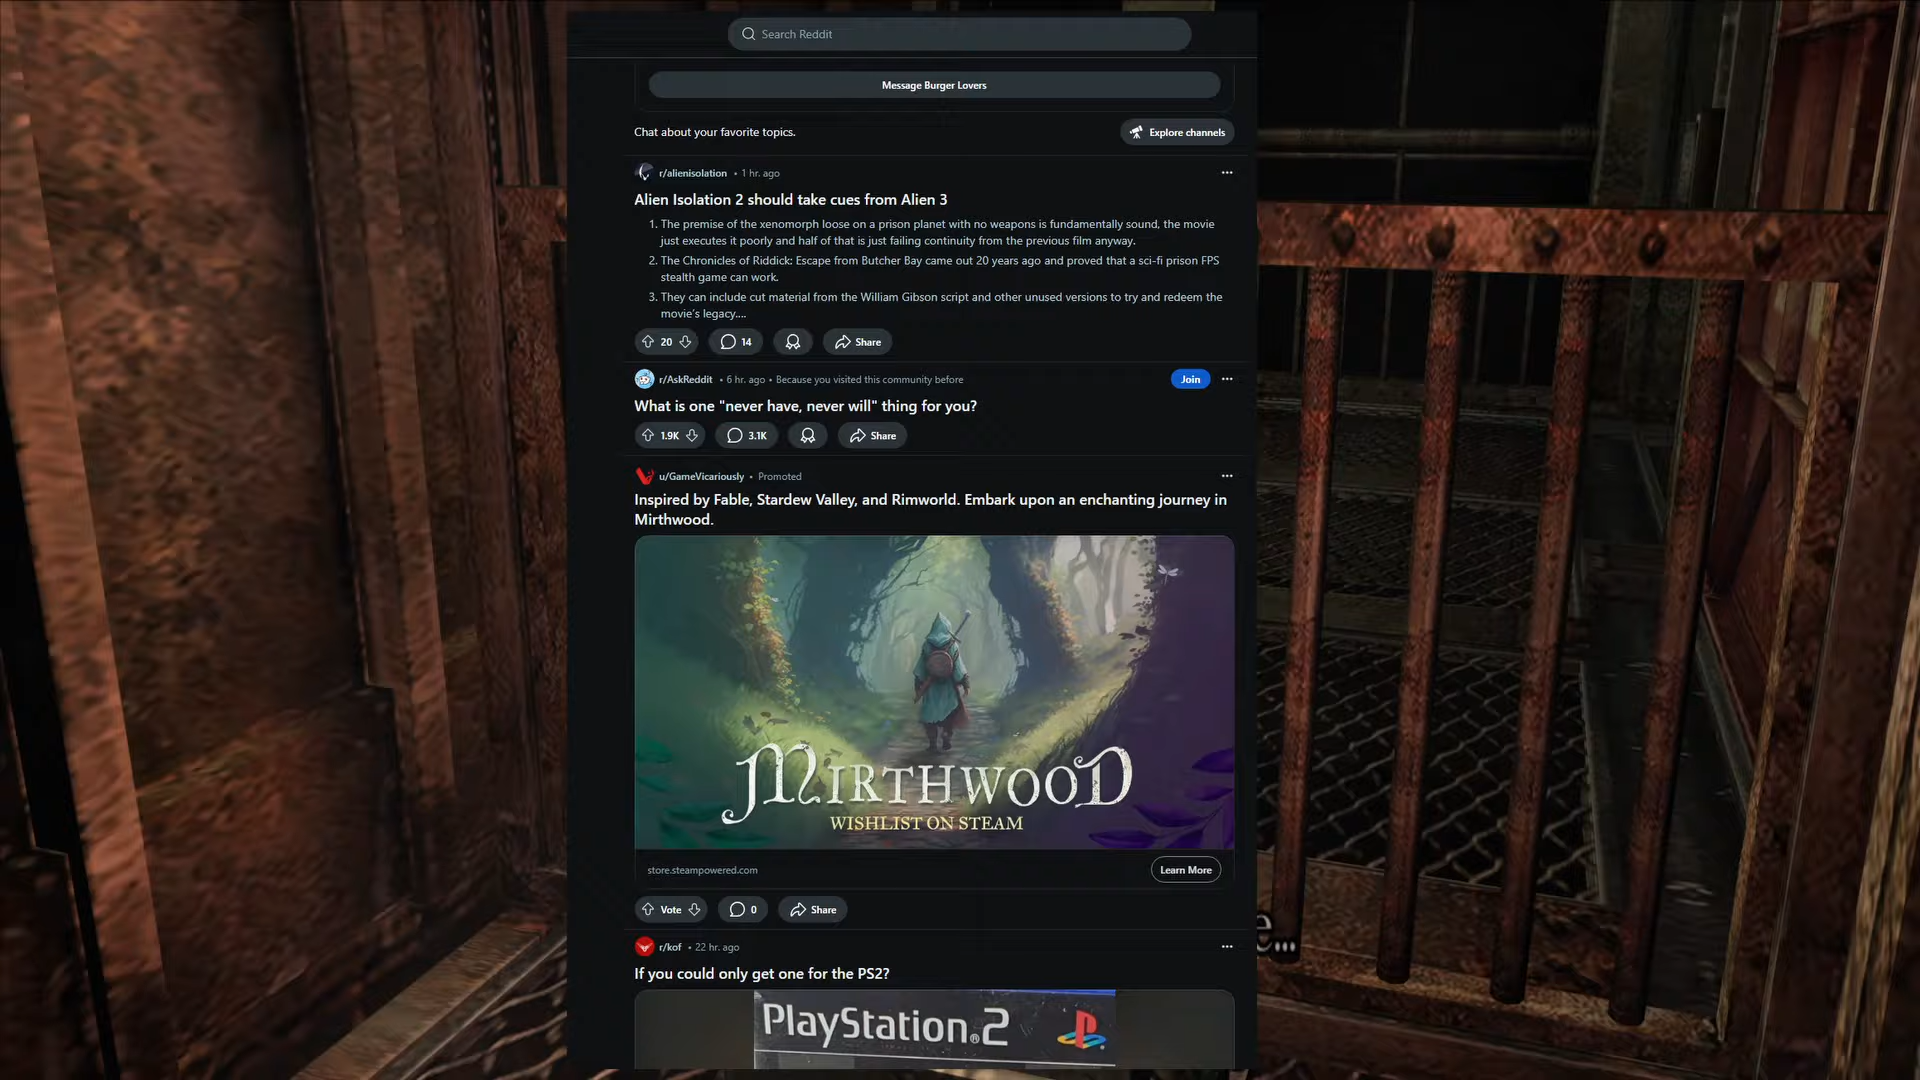 Search Reddit
Message Burger Lovers
Chat about your favorite topics.
Explore channels
r/alienisolation • 1 hr. ago
Alien Isolation 2 should take cues from Alien 3
1. The premise of the xenomorph loose on a prison planet with no weapons is fundamentally sound, the movie
just executes it poorly and half of that is just failing continuity from the previous film anyway.
2. The Chronicles of Riddick: Escape from Butcher Bay came out 20 years ago and proved that a sci-fi prison FPS
stealth game can work.
3. They can include cut material from the William Gibson script and other unused versions to try and redeem the
movie's legacy....
20 14 Share
r/AskReddit • 6 hr. ago • Because you visited this community before Join
What is one "never have, never will" thing for you?
1.9K 3.1K Share
u/GameVicariously • Promoted
Inspired by Fable, Stardew Valley, and Rimworld. Embark upon an enchanting journey in
Mirthwood.
MIRTHWOOD
WISHLIST ON STEAM
store.steampowered.com Learn More
Vote 0 Share
r/kof • 22 hr. ago
e...
If you could only get one for the PS2?
PlayStation®2